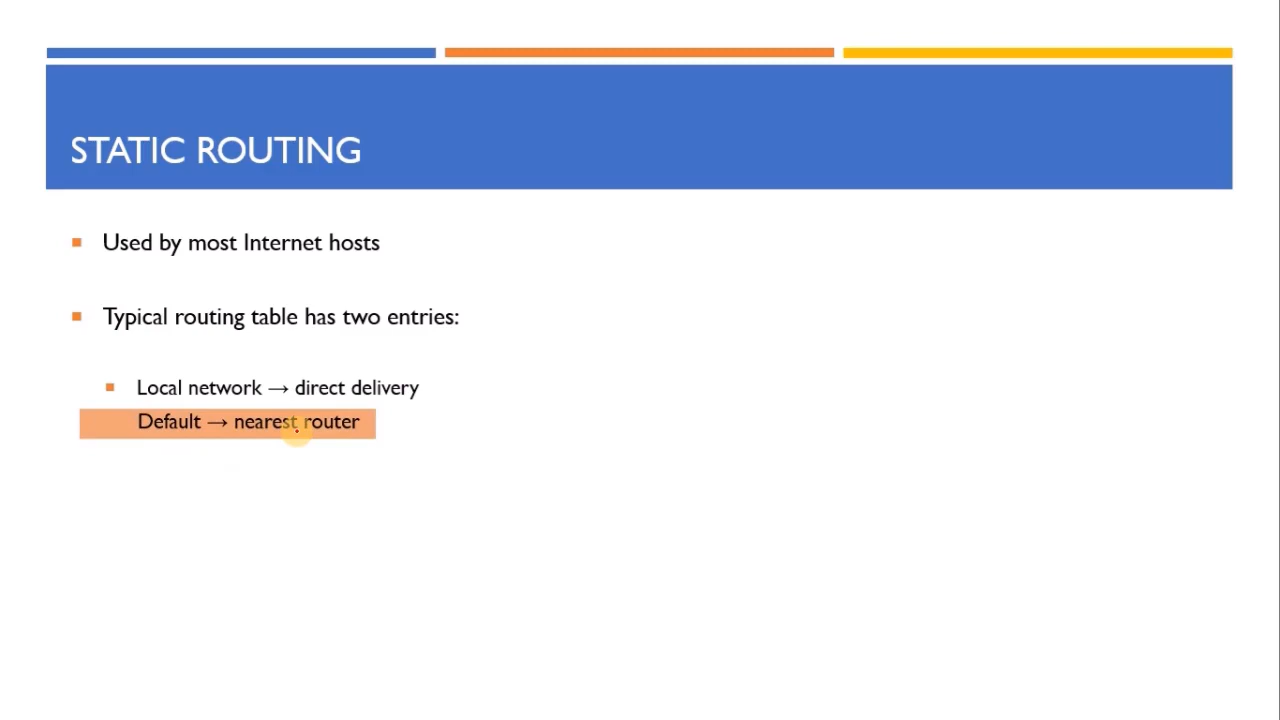 STATIC ROUTING
Used by most Internet hosts
Typical routing table has two entries:
Local network → direct delivery
Default → nearest router